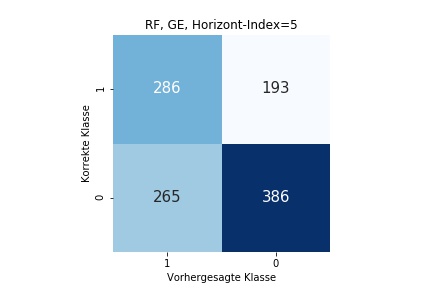 RF, GE, Horizont-Index=5
Korrekte Klasse
1
286
193
0
265
386
1
0
Vorhergesagte Klasse